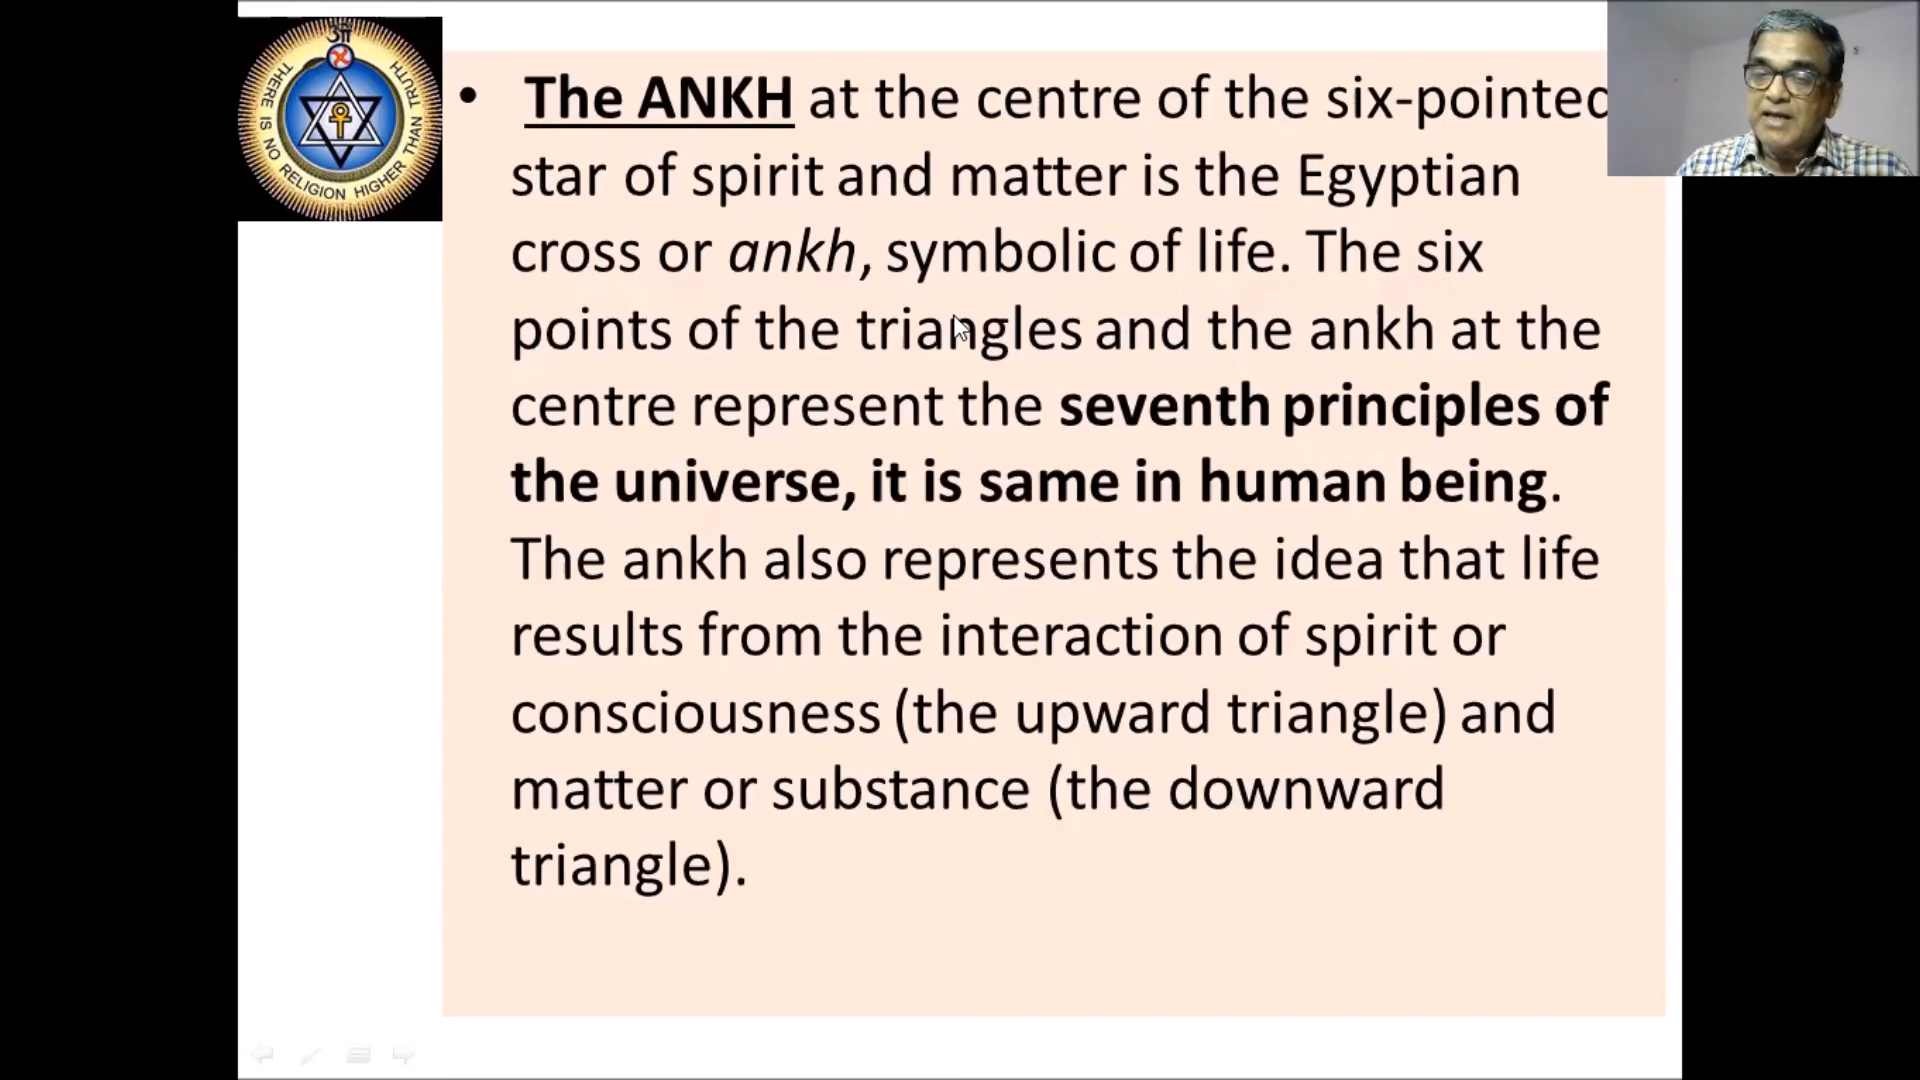 THERE IS NO RELIGION HIGHER THAN TRUTH
• The ANKH at the centre of the six-pointed
star of spirit and matter is the Egyptian
cross or ankh, symbolic of life. The six
points of the triangles and the ankh at the
centre represent the seventh principles of
the universe, it is same in human being.
The ankh also represents the idea that life
results from the interaction of spirit or
consciousness (the upward triangle) and
matter or substance (the downward
triangle).